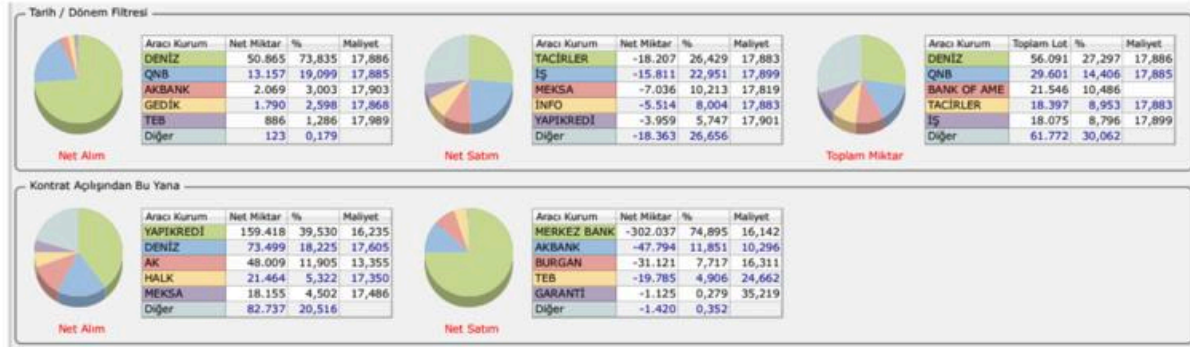 Tarih / Dönem Filtresi
Aracı Kurum Net Miktar % Maliyet
DENİZ 50.865 73,835 17,886
QNB 13.157 19,099 17,885
AKBANK 2.069 3,003 17,903
GEDİK 1.790 2,598 17,868
TEB 886 1,286 17,989
Diğer 123 0,179
Net Alım
Aracı Kurum Net Miktar % Maliyet
TACİRLER -18.207 26,429 17,883
İŞ -15.811 22,951 17,899
MEKSA -7.036 10,213 17,819
İNFO -5.514 8,004 17,883
YAPIKREDİ -3.959 5,747 17,901
Diğer -18.363 26,656
Net Satım
Aracı Kurum Toplam Lot % Maliyet
DENİZ 56.091 27,297 17,886
QNB 29.601 14,406 17,885
BANK OF AME 21.546 10,486
TACİRLER 18.397 8,953 17,883
İŞ 18.075 8,796 17,899
Diğer 61.772 30,062
Toplam Miktar
Kontrat Açılışından Bu Yana
Aracı Kurum Net Miktar % Maliyet
YAPIKREDİ 159.418 39,530 16,235
DENİZ 73.499 18,225 17,605
AK 48.009 11,905 13,355
HALK 21.464 5,322 17,350
MEKSA 18.155 4,502 17,486
Diğer 82.737 20,516
Net Alım
Aracı Kurum Net Miktar % Maliyet
MERKEZ BANK -302.037 74,895 16,142
AKBANK -47.794 11,851 10,296
BURGAN -31.121 7,717 16,311
TEB -19.785 4,906 24,662
GARANTİ -1.125 0,279 35,219
Diğer -1.420 0,352
Net Satım